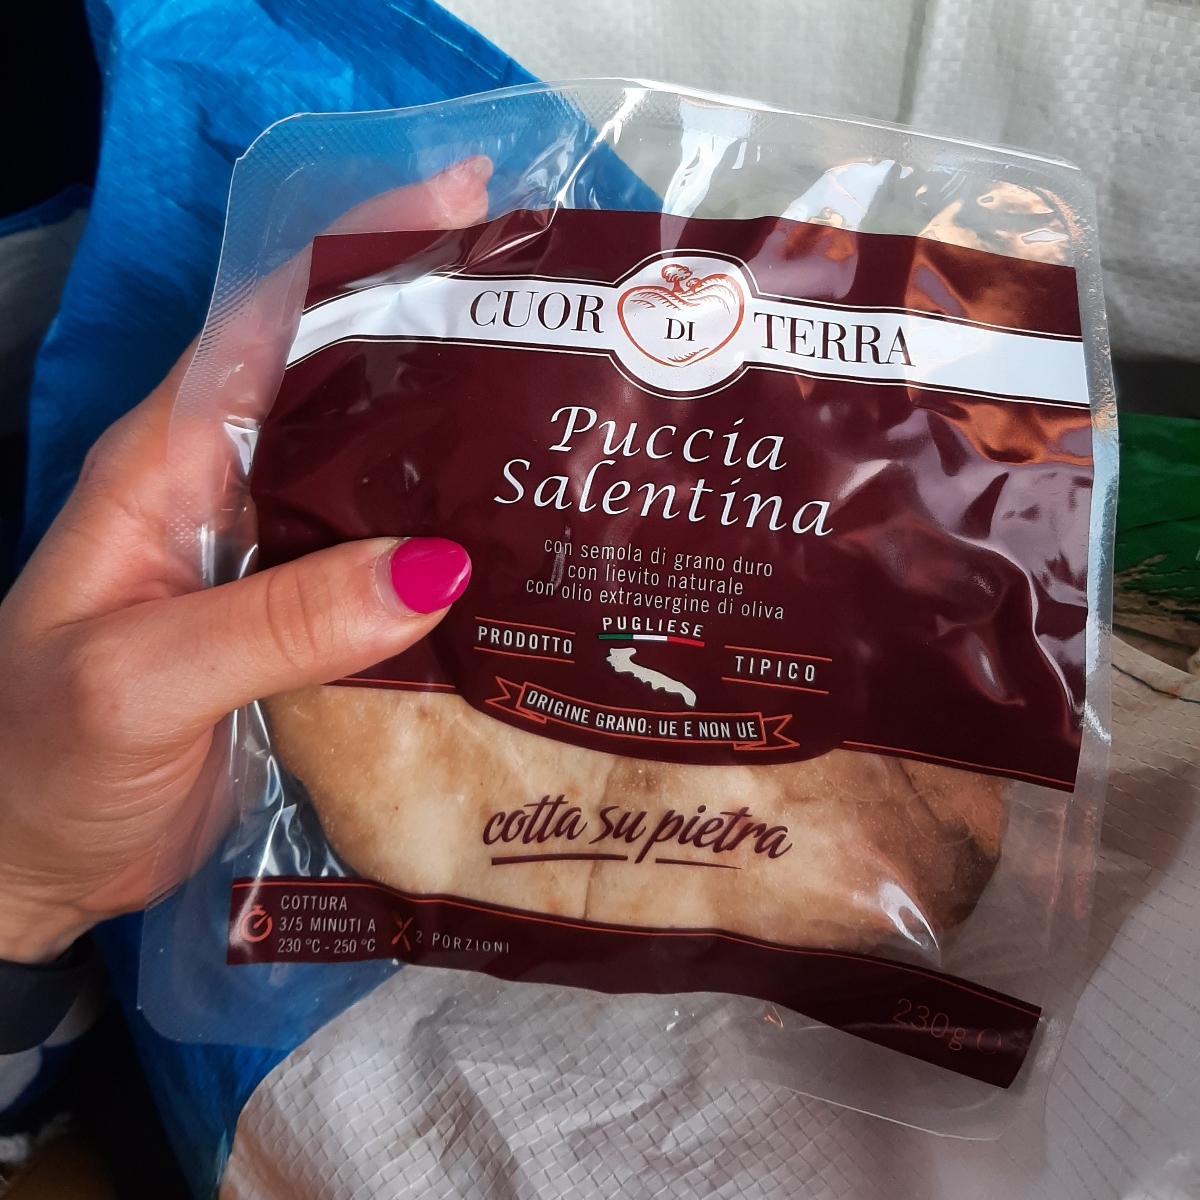 CUOR DI TERRA
Puccia
Salentina
con semola di grano duro
con lievito naturale
con olio extravergine di oliva
PUGLIESE
PRODOTTO TIPICO
ORIGINE GRANO: UE E NON UE
cotta su pietra
COTTURA
3/5 MINUTI A
230 °C - 250 °C
2 PORZIONI
230g ℮